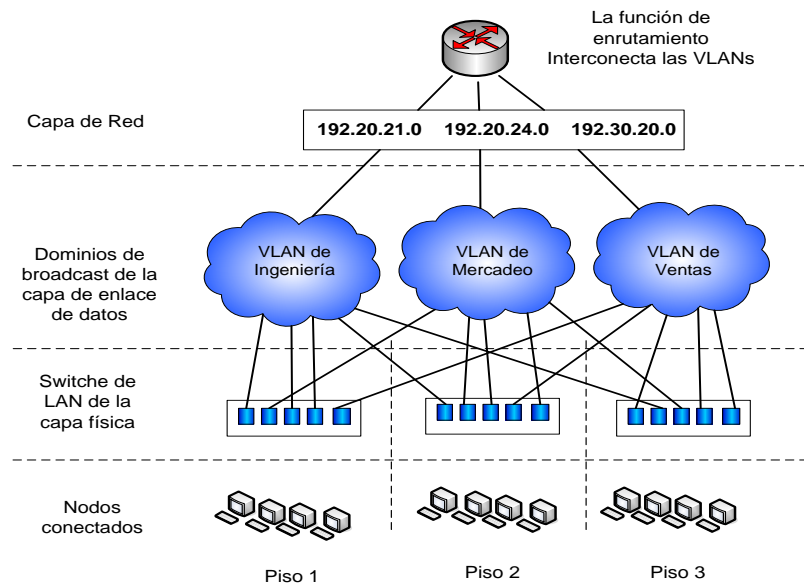 La función de
enrutamiento
Interconecta las VLANs
Capa de Red
192.20.21.0 192.20.24.0 192.30.20.0
Dominios de
broadcast de la
capa de enlace
de datos
VLAN de
Ingeniería
VLAN de
Mercadeo
VLAN de
Ventas
Switche de
LAN de la
capa física
Nodos
conectados
Piso 1
Piso 2
Piso 3